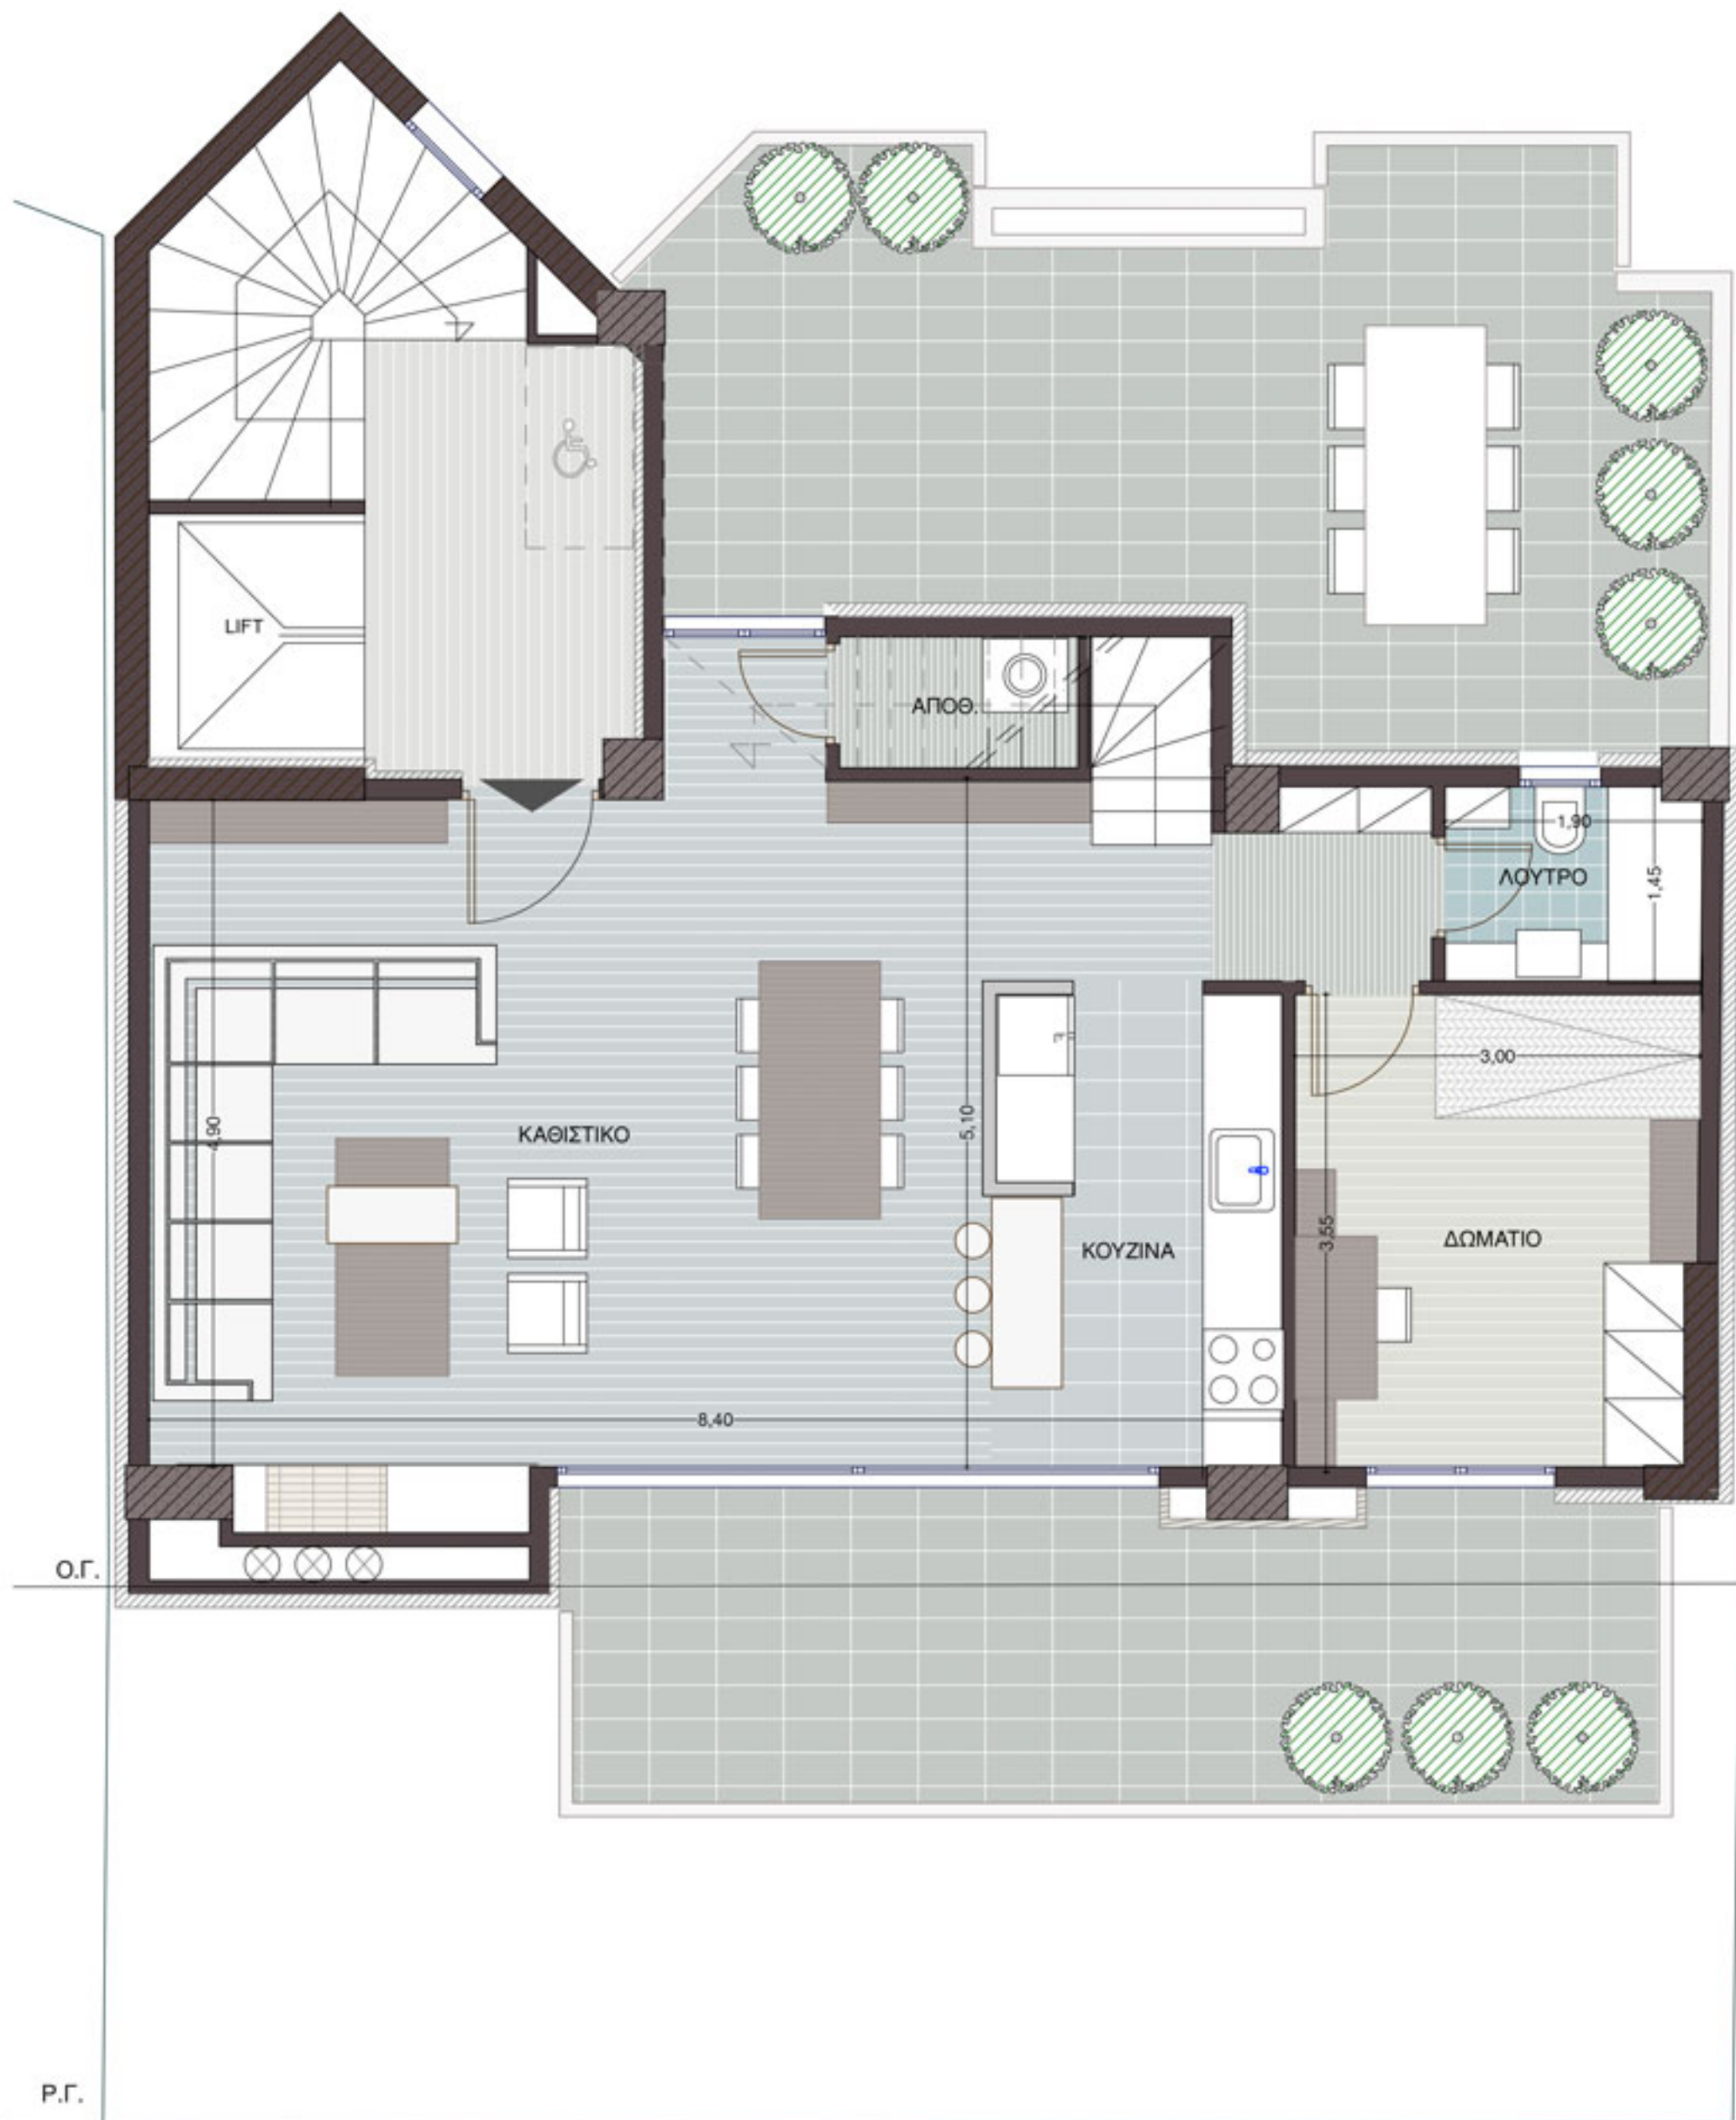 LIFT
ΑΠΟΘ.
1,90
ΛΟΥΤΡΟ
1,45
3,00
4,90
ΚΑΘΙΣΤΙΚΟ
5,10
3,55
ΔΩΜΑΤΙΟ
ΚΟΥΖΙΝΑ
8,40
Ο.Γ.
Ρ.Γ.